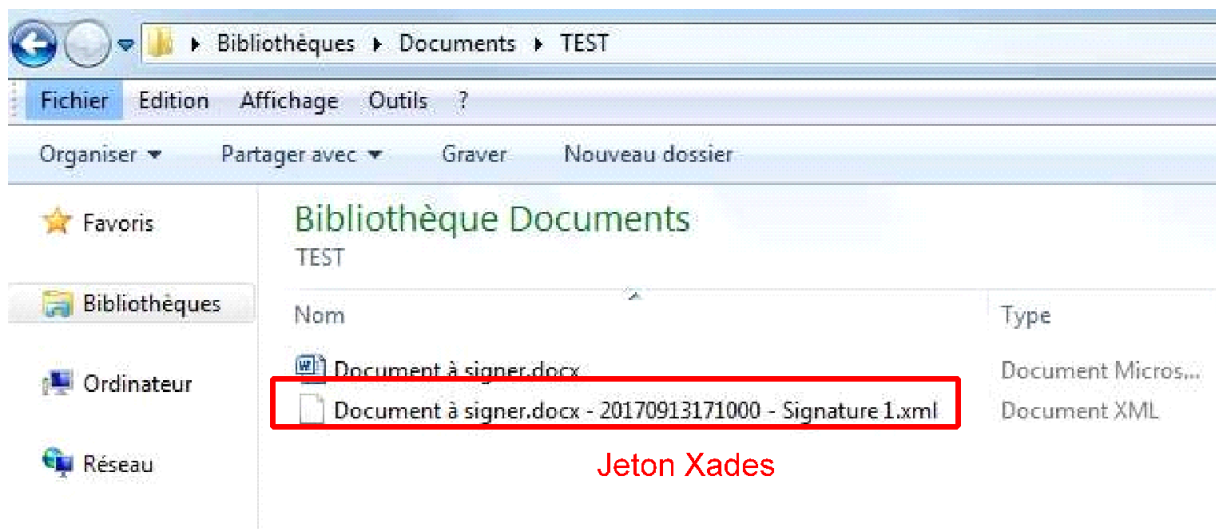 Bibliothèques Documents TEST
Fichier Edition Affichage Outils ?
Organiser Partager avec Graver Nouveau dossier
Favoris
Bibliothèques
Ordinateur
Réseau
Bibliothèque Documents
TEST
Nom Type
Document à signer.docx Document Micros...
Document à signer.docx - 20170913171000 - Signature 1.xml Document XML
Jeton Xades